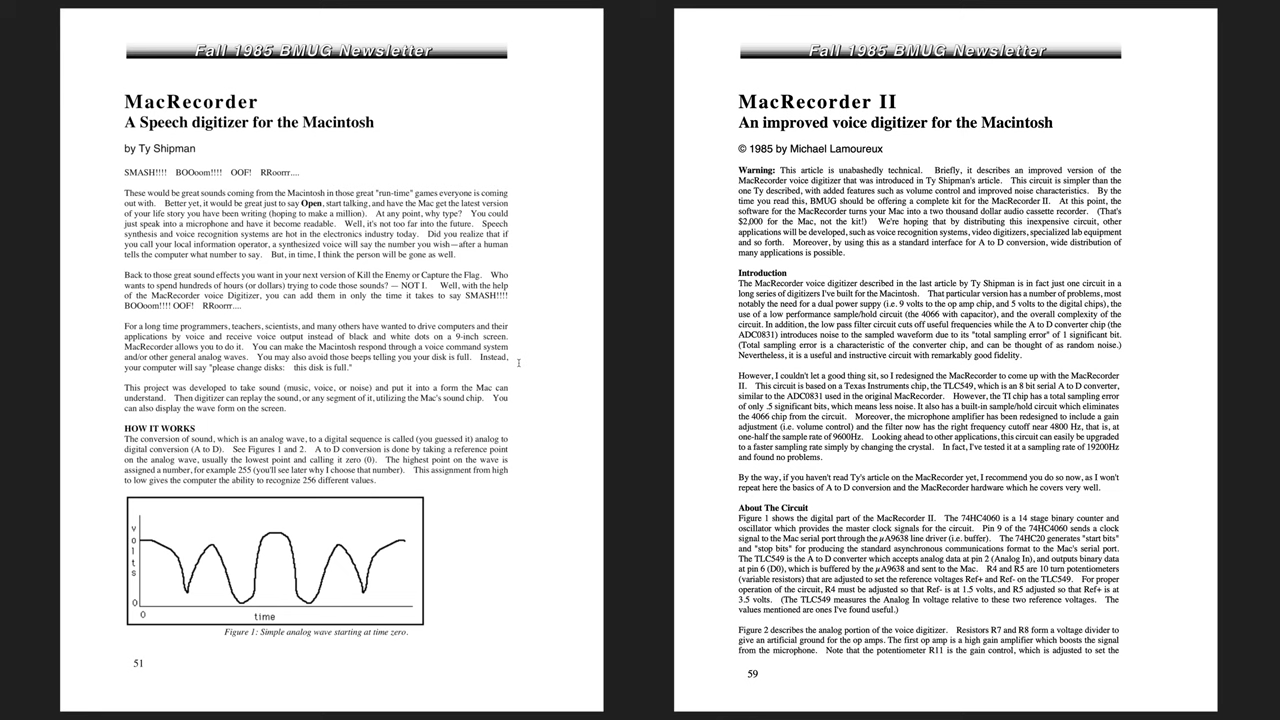 Fall 1985 BMUG Newsletter
MacRecorder
A Speech digitizer for the Macintosh
by Ty Shipman
SMASH!!!! BOOoom!!!! OOF! RRoorrr....
These would be great sounds coming from the Macintosh in those great "run-time" games everyone is coming
out with. Better yet, it would be great just to say Open, start talking, and have the Mac get the latest version
of your life story you have been writing (hoping to make a million). At any point, why type? You could
just speak into a microphone and have it become readable. Well, it's not too far into the future. Speech
synthesis and voice recognition systems are hot in the electronics industry today. Did you realize that if
you call your local information operator, a synthesized voice will say the number you wish—after a human
tells the computer what number to say. But, in time, I think the person will be gone as well.
Back to those great sound effects you want in your next version of Kill the Enemy or Capture the Flag. Who
wants to spend hundreds of hours (or dollars) trying to code those sounds? — NOT I. Well, with the help
of the MacRecorder voice Digitizer, you can add them in only the time it takes to say SMASH!!!!
BOOoom!!!! OOF! RRoorrr....
For a long time programmers, teachers, scientists, and many others have wanted to drive computers and their
applications by voice and receive voice output instead of black and white dots on a 9-inch screen.
MacRecorder allows you to do it. You can make the Macintosh respond through a voice command system
and/or other general analog waves. You may also avoid those beeps telling you your disk is full. Instead,
your computer will say "please change disks: this disk is full."
This project was developed to take sound (music, voice, or noise) and put it into a form the Mac can
understand. Then digitizer can replay the sound, or any segment of it, utilizing the Mac's sound chip. You
can also display the wave form on the screen.
HOW IT WORKS
The conversion of sound, which is an analog wave, to a digital sequence is called (you guessed it) analog to
digital conversion (A to D). See Figures 1 and 2. A to D conversion is done by taking a reference point
on the analog wave, usually the lowest point and calling it zero (0). The highest point on the wave is
assigned a number, for example 255 (you'll see later why I choose that number). This assignment from high
to low gives the computer the ability to recognize 256 different values.
volts
0
0
time
Figure 1: Simple analog wave starting at time zero.
51
Fall 1985 BMUG Newsletter
MacRecorder II
An improved voice digitizer for the Macintosh
© 1985 by Michael Lamoureux
Warning: This article is unabashedly technical. Briefly, it describes an improved version of the
MacRecorder voice digitizer that was introduced in Ty Shipman's article. This circuit is simpler than the
one Ty described, with added features such as volume control and improved noise characteristics. By the
time you read this, BMUG should be offering a complete kit for the MacRecorder II. At this point, the
software for the MacRecorder turns your Mac into a two thousand dollar audio cassette recorder. (That's
$2,000 for the Mac, not the kit!) We're hoping that by distributing this inexpensive circuit, other
applications will be developed, such as voice recognition systems, video digitizers, specialized lab equipment
and so forth. Moreover, by using this as a standard interface for A to D conversion, wide distribution of
many applications is possible.
Introduction
The MacRecorder voice digitizer described in the last article by Ty Shipman is in fact just one circuit in a
long series of digitizers I've built for the Macintosh. That particular version has a number of problems, most
notably the need for a dual power suppy (i.e. 9 volts to the op amp chip, and 5 volts to the digital chips), the
use of a low performance sample/hold circuit (the 4066 with capacitor), and the overall complexity of the
circuit. In addition, the low pass filter circuit cuts off useful frequencies while the A to D converter chip (the
ADC0831) introduces noise to the sampled waveform due to its "total sampling error" of 1 significant bit.
(Total sampling error is a characteristic of the converter chip, and can be thought of as random noise.)
Nevertheless, it is a useful and instructive circuit with remarkably good fidelity.
However, I couldn't let a good thing sit, so I redesigned the MacRecorder to come up with the MacRecorder
II. This circuit is based on a Texas Instruments chip, the TLC549, which is an 8 bit serial A to D converter,
similar to the ADC0831 used in the original MacRecorder. However, the TI chip has a total sampling error
of only .5 significant bits, which means less noise. It also has a built-in sample/hold circuit which eliminates
the 4066 chip from the circuit. Moreover, the microphone amplifier has been redesigned to include a gain
adjustment (i.e. volume control) and the filter now has the right frequency cutoff near 4800 Hz, that is, at
one-half the sample rate of 9600Hz. Looking ahead to other applications, this circuit can easily be upgraded
to a faster sampling rate simply by changing the crystal. In fact, I've tested it at a sampling rate of 19200Hz
and found no problems.
By the way, if you haven't read Ty's article on the MacRecorder yet, I recommend you do so now, as I won't
repeat here the basics of A to D conversion and the MacRecorder hardware which he covers very well.
About The Circuit
Figure 1 shows the digital part of the MacRecorder II. The 74HC4060 is a 14 stage binary counter and
oscillator which provides the master clock signals for the circuit. Pin 9 of the 74HC4060 sends a clock
signal to the Mac serial port through the μA9638 line driver (i.e. buffer). The 74HC20 generates "start bits"
and "stop bits" for producing the standard asynchronous communications format to the Mac's serial port.
The TLC549 is the A to D converter which accepts analog data at pin 2 (Analog In), and outputs binary data
at pin 6 (D0), which is buffered by the μA9638 and sent to the Mac. R4 and R5 are 10 turn potentiometers
(variable resistors) that are adjusted to set the reference voltages Ref+ and Ref- on the TLC549. For proper
operation of the circuit, R4 must be adjusted so that Ref- is at 1.5 volts, and R5 adjusted so that Ref+ is at
3.5 volts. (The TLC549 measures the Analog In voltage relative to these two reference voltages. The
values mentioned are ones I've found useful.)
Figure 2 describes the analog portion of the voice digitizer. Resistors R7 and R8 form a voltage divider to
give an artificial ground for the op amps. The first op amp is a high gain amplifier which boosts the signal
from the microphone. Note that the potentiometer R11 is the gain control, which is adjusted to set the
59